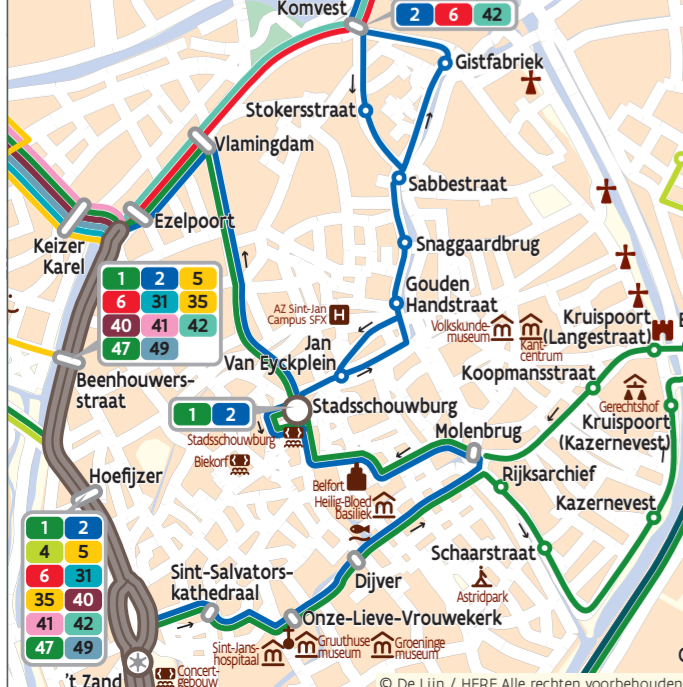 Komvest
2 6 42
Gistfabriek
Stokersstraat
Vlamingdam
Sabbestraat
Ezelpoort
Keizer
Karel
Snaggaardbrug
1 2 5
6 31 35
40 41 42
47 49
Gouden
Handstraat
AZ Sint-Jan
Campus SFX
H
Jan
Van Eyckplein
Volkskunde-
museum
Kant-
centrum
Kruispoort
(Langestraat)
Beenhouwers-
straat
Koopmansstraat
1 2
Stadsschouwburg
Stadsschouwburg
Gerechtshof
Kruispoort
(Kazernevest)
Molenbrug
Biekorf
Hoefijzer
Belfort
Heilig-Bloed
basiliek
Rijksarchief
Kazernevest
1 2
4 5
6 31
35 40
41 42
47 49
Schaarstraat
Sint-Salvators-
kathedraal
Dijver
Astridpark
Onze-Lieve-Vrouwekerk
Sint-Jans-
hospitaal
Gruuthuse
museum
Groeninge
museum
't Zand
Concert-
gebouw
© De Lijn / HERE Alle rechten voorbehouden